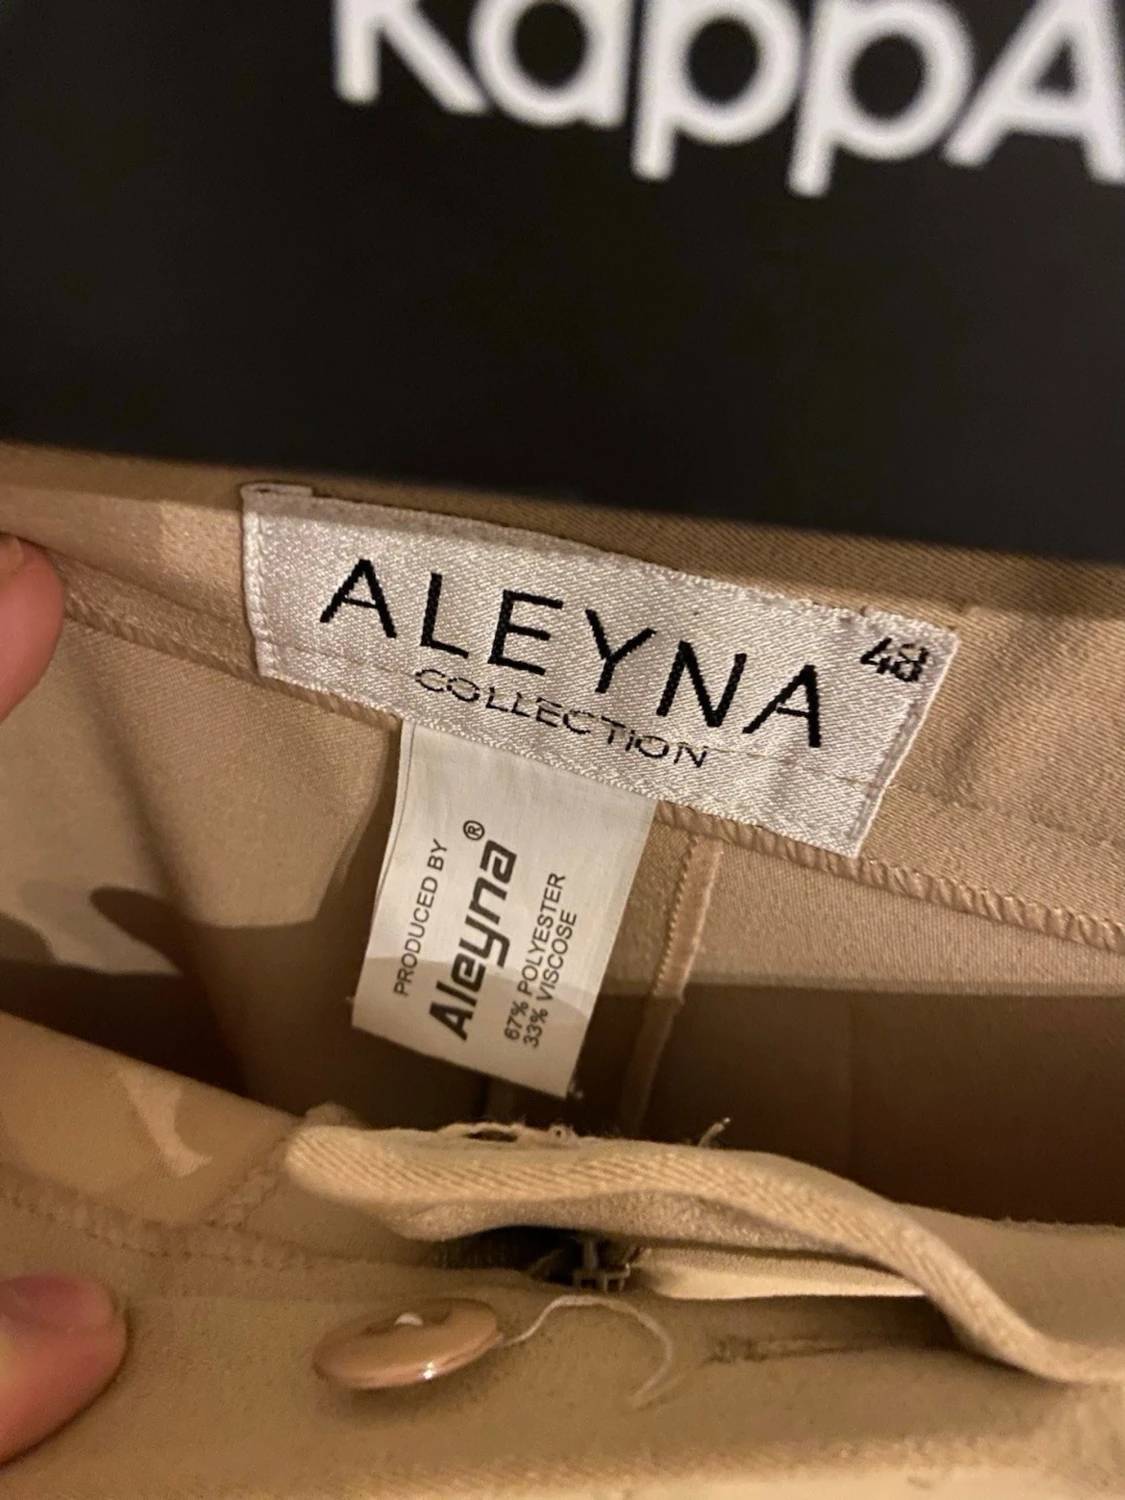 KappA
ALEYNA
48
COLLECTION
PRODUCED BY
Aleyna®
67% POLYESTER
33% VISCOSE